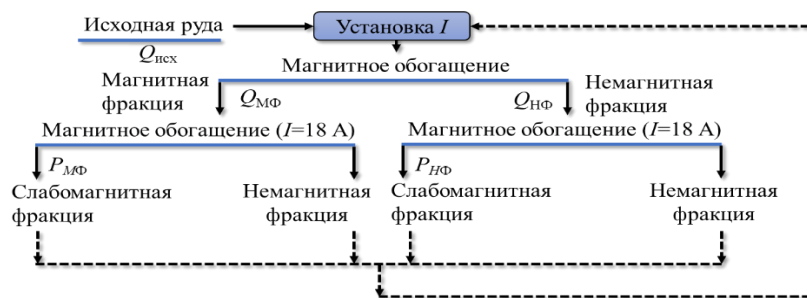 Исходная руда
Установка I
Qисх
Магнитное обогащение
Магнитная
фракция
QМФ
QНФ
Немагнитная
фракция
Магнитное обогащение (I=18 А)
Магнитное обогащение (I=18 А)
PМФ
Слабомагнитная
фракция
Немагнитная
фракция
PНФ
Слабомагнитная
фракция
Немагнитная
фракция